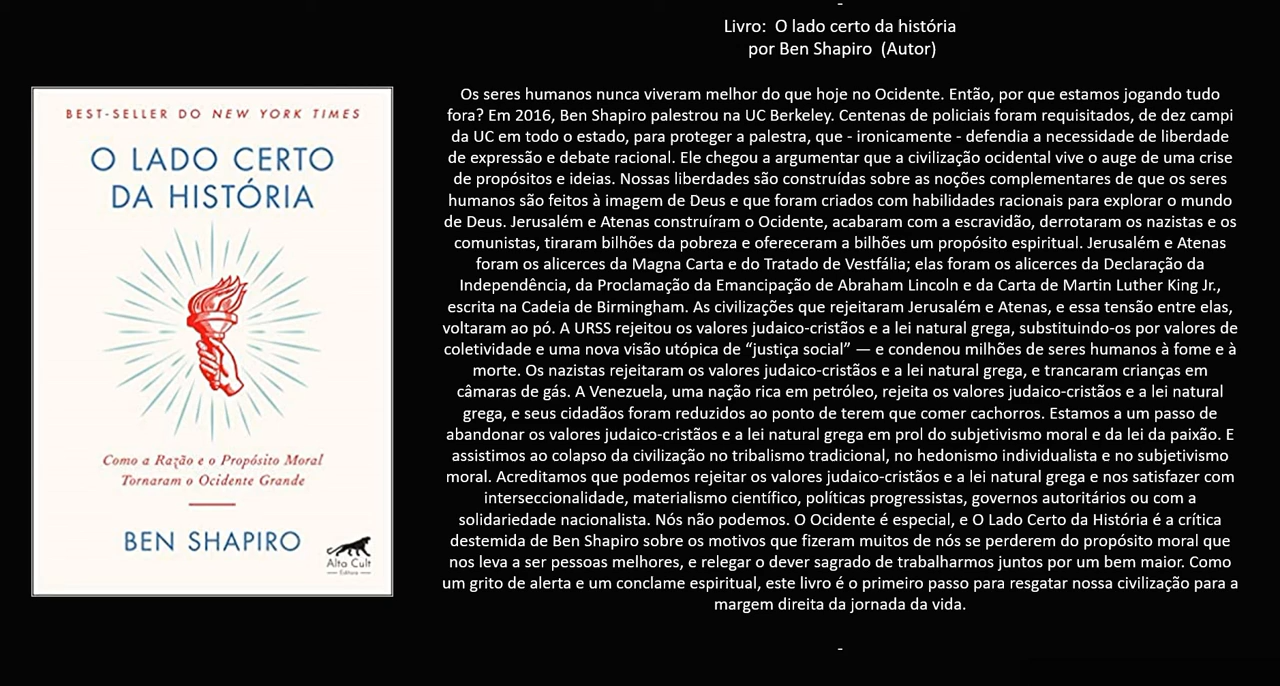 -
Livro: O lado certo da história
por Ben Shapiro (Autor)
BEST-SELLER DO NEW YORK TIMES
O LADO CERTO
DA HISTÓRIA
Como a Razão e o Propósito Moral
Tornaram o Ocidente Grande
BEN SHAPIRO
Alta Cult
Editora
Os seres humanos nunca viveram melhor do que hoje no Ocidente. Então, por que estamos jogando tudo
fora? Em 2016, Ben Shapiro palestrou na UC Berkeley. Centenas de policiais foram requisitados, de dez campi
da UC em todo o estado, para proteger a palestra, que - ironicamente - defendia a necessidade de liberdade
de expressão e debate racional. Ele chegou a argumentar que a civilização ocidental vive o auge de uma crise
de propósitos e ideias. Nossas liberdades são construídas sobre as noções complementares de que os seres
humanos são feitos à imagem de Deus e que foram criados com habilidades racionais para explorar o mundo
de Deus. Jerusalém e Atenas construíram o Ocidente, acabaram com a escravidão, derrotaram os nazistas e os
comunistas, tiraram bilhões da pobreza e ofereceram a bilhões um propósito espiritual. Jerusalém e Atenas
foram os alicerces da Magna Carta e do Tratado de Vestfália; elas foram os alicerces da Declaração da
Independência, da Proclamação da Emancipação de Abraham Lincoln e da Carta de Martin Luther King Jr.,
escrita na Cadeia de Birmingham. As civilizações que rejeitaram Jerusalém e Atenas, e essa tensão entre elas,
voltaram ao pó. A URSS rejeitou os valores judaico-cristãos e a lei natural grega, substituindo-os por valores de
coletividade e uma nova visão utópica de “justiça social” — e condenou milhões de seres humanos à fome e à
morte. Os nazistas rejeitaram os valores judaico-cristãos e a lei natural grega, e trancaram crianças em
câmaras de gás. A Venezuela, uma nação rica em petróleo, rejeita os valores judaico-cristãos e a lei natural
grega, e seus cidadãos foram reduzidos ao ponto de terem que comer cachorros. Estamos a um passo de
abandonar os valores judaico-cristãos e a lei natural grega em prol do subjetivismo moral e da lei da paixão. E
assistimos ao colapso da civilização no tribalismo tradicional, no hedonismo individualista e no subjetivismo
moral. Acreditamos que podemos rejeitar os valores judaico-cristãos e a lei natural grega e nos satisfazer com
interseccionalidade, materialismo científico, políticas progressistas, governos autoritários ou com a
solidariedade nacionalista. Nós não podemos. O Ocidente é especial, e O Lado Certo da História é a crítica
destemida de Ben Shapiro sobre os motivos que fizeram muitos de nós se perderem do propósito moral que
nos leva a ser pessoas melhores, e relegar o dever sagrado de trabalharmos juntos por um bem maior. Como
um grito de alerta e um conclame espiritual, este livro é o primeiro passo para resgatar nossa civilização para a
margem direita da jornada da vida.
-